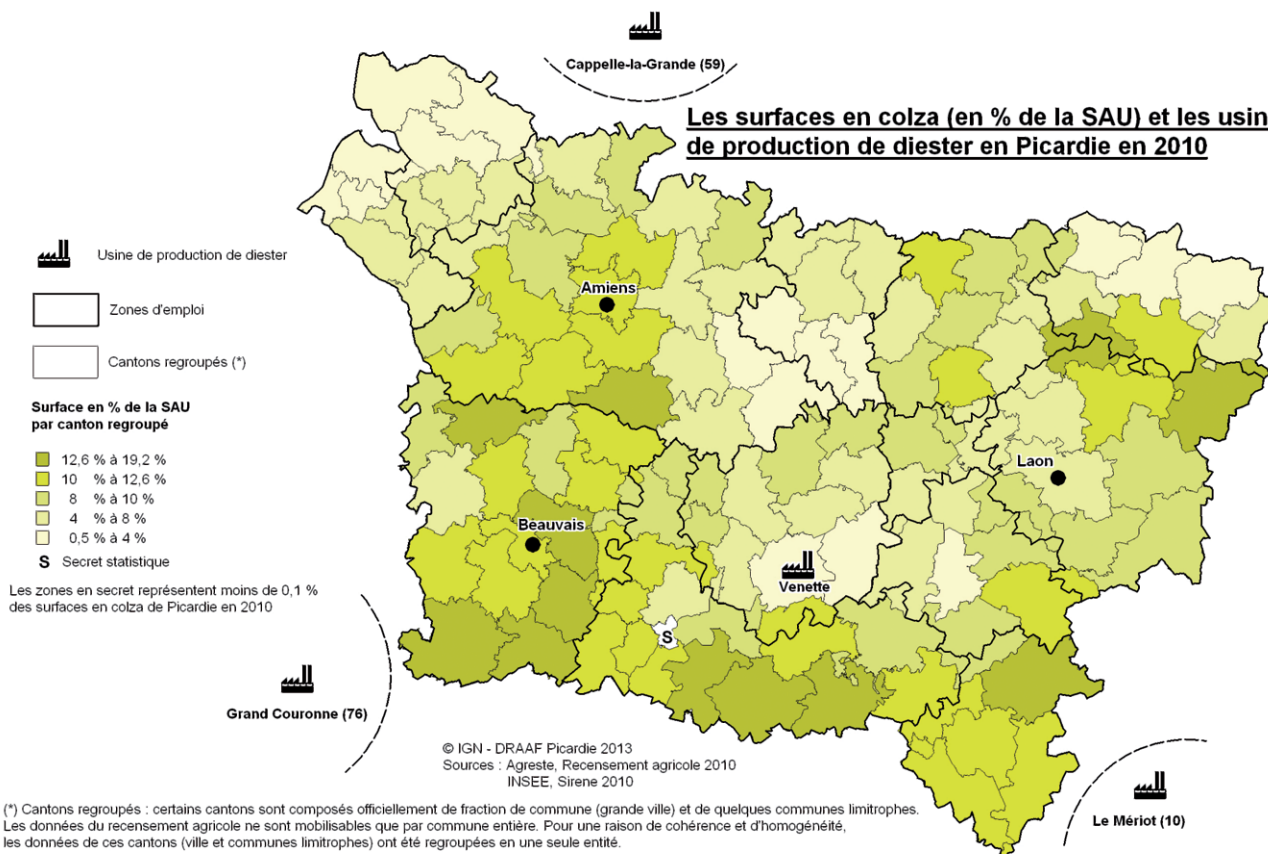 Cappelle-la-Grande (59)
Les surfaces en colza (en % de la SAU) et les usin
de production de diester en Picardie en 2010
Usine de production de diester
Zones d'emploi
Cantons regroupés (*)
Surface en % de la SAU
par canton regroupé
12,6 % à 19,2 %
10 % à 12,6 %
8 % à 10 %
4 % à 8 %
0,5 % à 4 %
S Secret statistique
Les zones en secret représentent moins de 0,1 %
des surfaces en colza de Picardie en 2010
Amiens
Laon
Beauvais
Venette
S
Grand Couronne (76)
Le Mériot (10)
© IGN - DRAAF Picardie 2013
Sources : Agreste, Recensement agricole 2010
INSEE, Sirene 2010
(*) Cantons regroupés : certains cantons sont composés officiellement de fraction de commune (grande ville) et de quelques communes limitrophes.
Les données du recensement agricole ne sont mobilisables que par commune entière. Pour une raison de cohérence et d'homogénéité,
les données de ces cantons (ville et communes limitrophes) ont été regroupées en une seule entité.